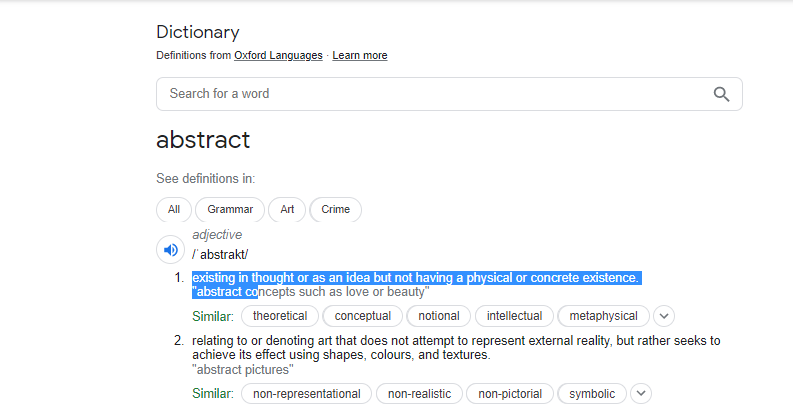 Dictionary
Definitions from Oxford Languages · Learn more
Search for a word
abstract
See definitions in:
All Grammar Art Crime
adjective
/ˈabstrakt/
1. existing in thought or as an idea but not having a physical or concrete existence.
"abstract concepts such as love or beauty"
Similar: theoretical conceptual notional intellectual metaphysical
2. relating to or denoting art that does not attempt to represent external reality, but rather seeks to
achieve its effect using shapes, colours, and textures.
"abstract pictures"
Similar: non-representational non-realistic non-pictorial symbolic